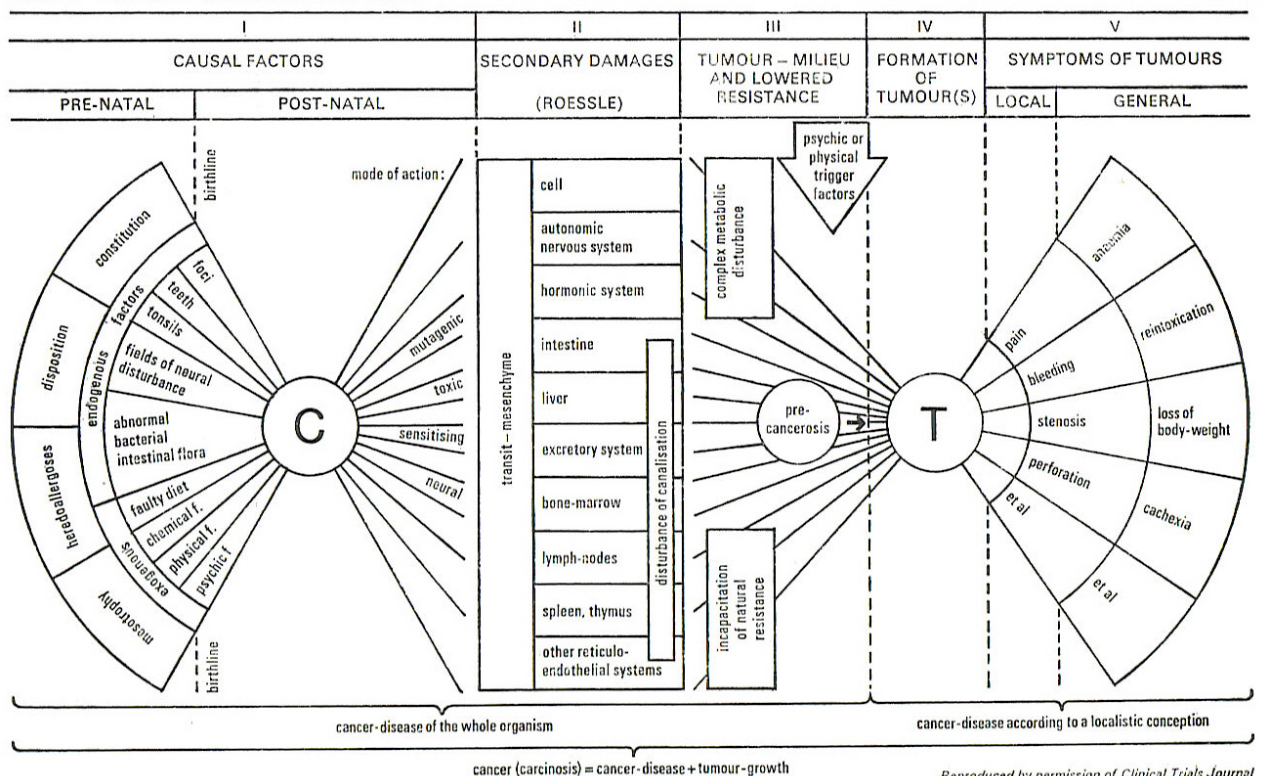 I
II
III
IV
V
CAUSAL FACTORS
SECONDARY DAMAGES
(ROESSLE)
TUMOUR – MILIEU
AND LOWERED
RESISTANCE
FORMATION
OF
TUMOUR(S)
SYMPTOMS OF TUMOURS
PRE-NATAL
POST-NATAL
LOCAL
GENERAL
birthline
constitution
disposition
heredoallergoses
mesotrophy
endogenous
factors
exogenous
foci
teeth
tonsils
fields of neural
disturbance
abnormal
bacterial
intestinal flora
faulty diet
chemical f.
physical f.
psychic f
birthline
C
mode of action:
mutagenic
toxic
sensitising
neural
transit – mesenchyme
cell
autonomic
nervous system
hormonic system
intestine
liver
excretory system
bone-marrow
lymph-nodes
spleen, thymus
other reticulo-
endothelial systems
disturbance of canalisation
complex metabolic
disturbance
psychic or
physical
trigger
factors
pre-
cancerosis
incapacitation
of natural
resistance
T
pain
bleeding
stenosis
perforation
et al
anemia
reintoxication
loss of
body-weight
cachexia
et al
cancer-disease of the whole organism
cancer-disease according to a localistic conception
cancer (carcinosis) = cancer-disease + tumour-growth
Reproduced by permission of Clinical Trials Journal